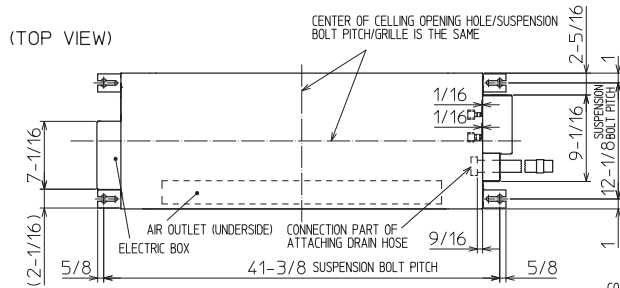 (TOP VIEW)
CENTER OF CELLING OPENING HOLE/SUSPENSION
BOLT PITCH/GRILLE IS THE SAME
2-5/16
1
1/16
1/16
7-1/16
9-1/16
SUSPENSION
BOLT PITCH
12-1/8
AIR OUTLET (UNDERSIDE)
ELECTRIC BOX
CONNECTION PART OF
ATTACHING DRAIN HOSE
9/16
1
(2-1/16)
5/8
41-3/8 SUSPENSION BOLT PITCH
5/8